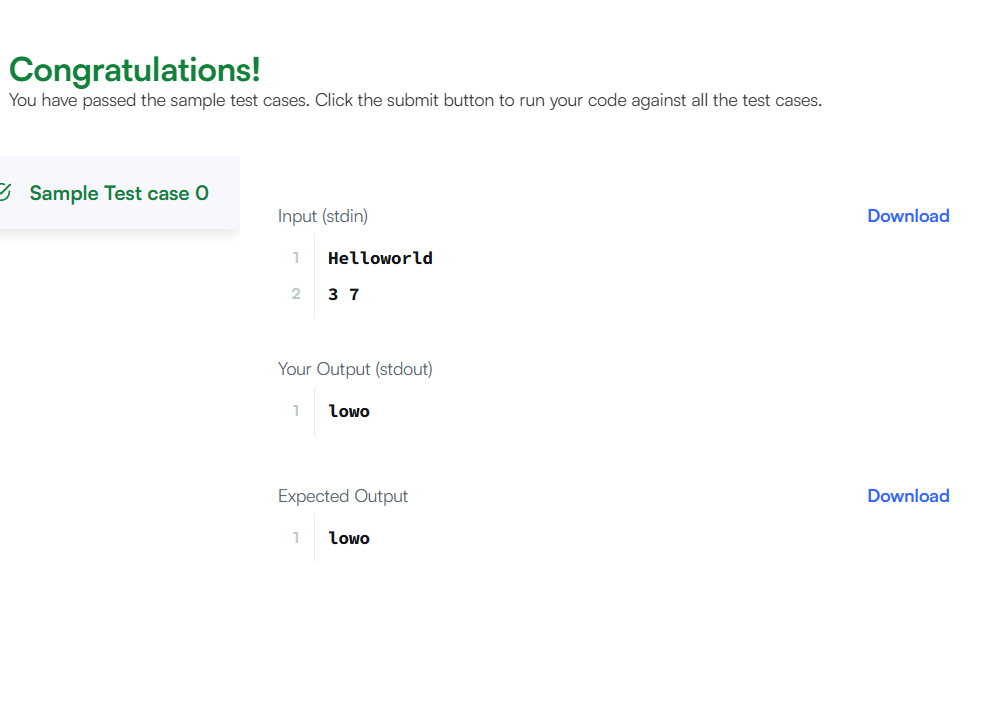 Congratulations!
You have passed the sample test cases. Click the submit button to run your code against all the test cases.
Sample Test case 0
Input (stdin)
Download
1 Helloworld
2 3 7
Your Output (stdout)
1 lowo
Expected Output
Download
1 lowo